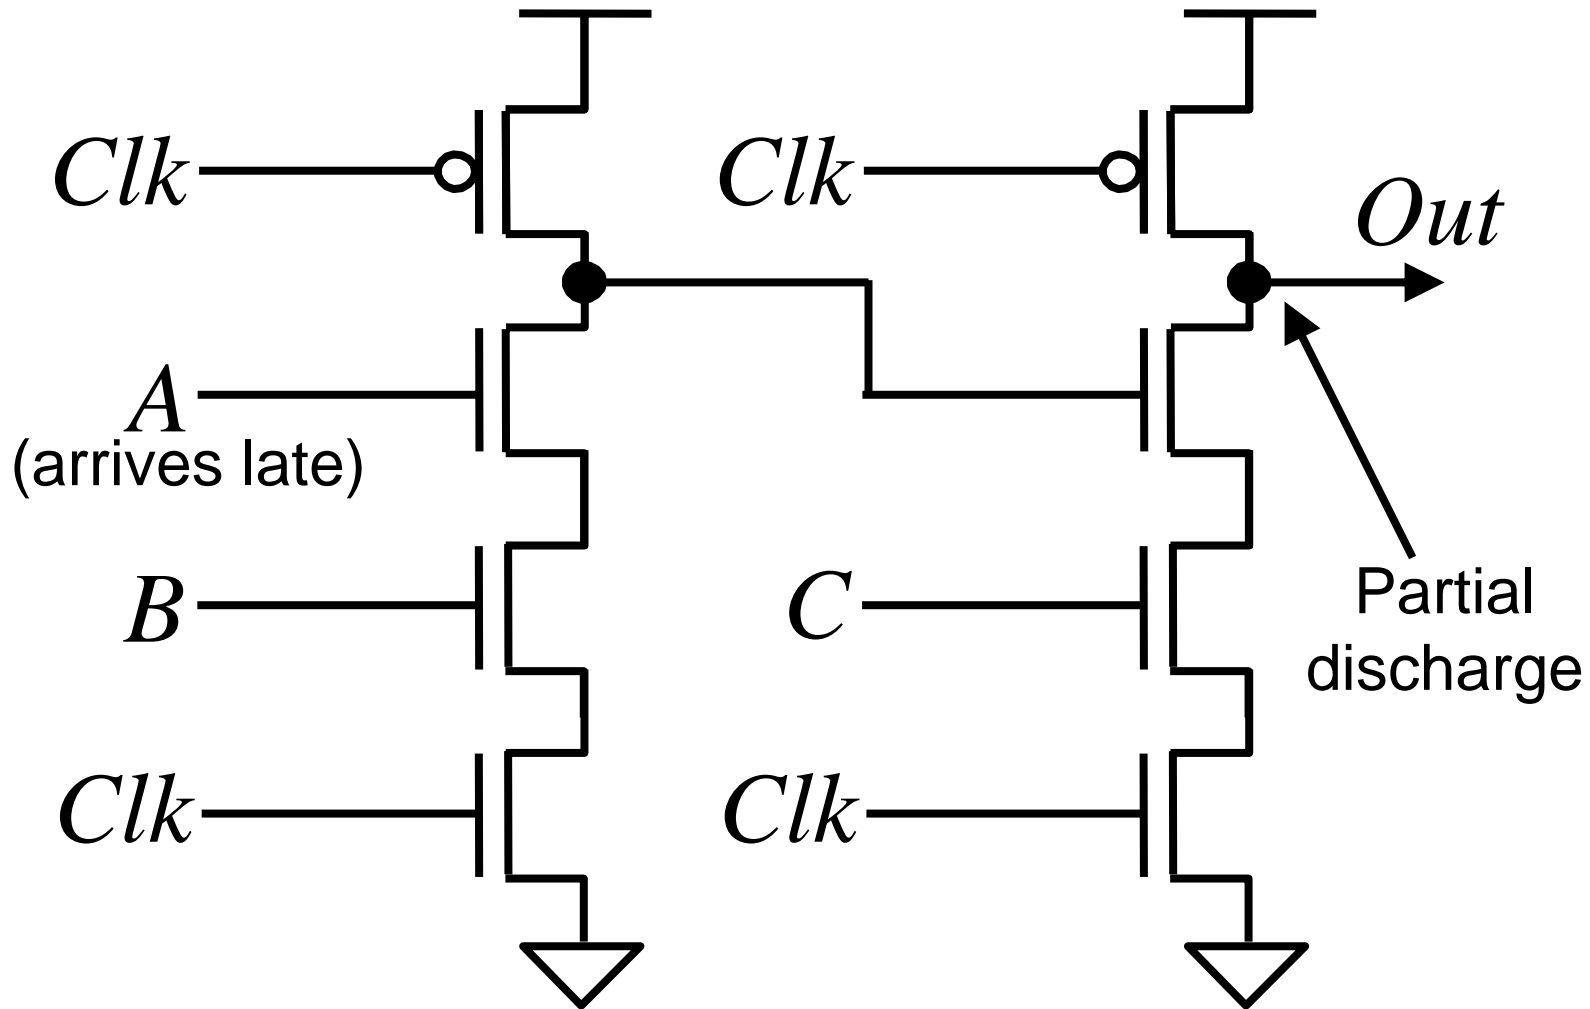 Clk
Clk
Out
A
(arrives late)
B
C
Partial
discharge
Clk
Clk